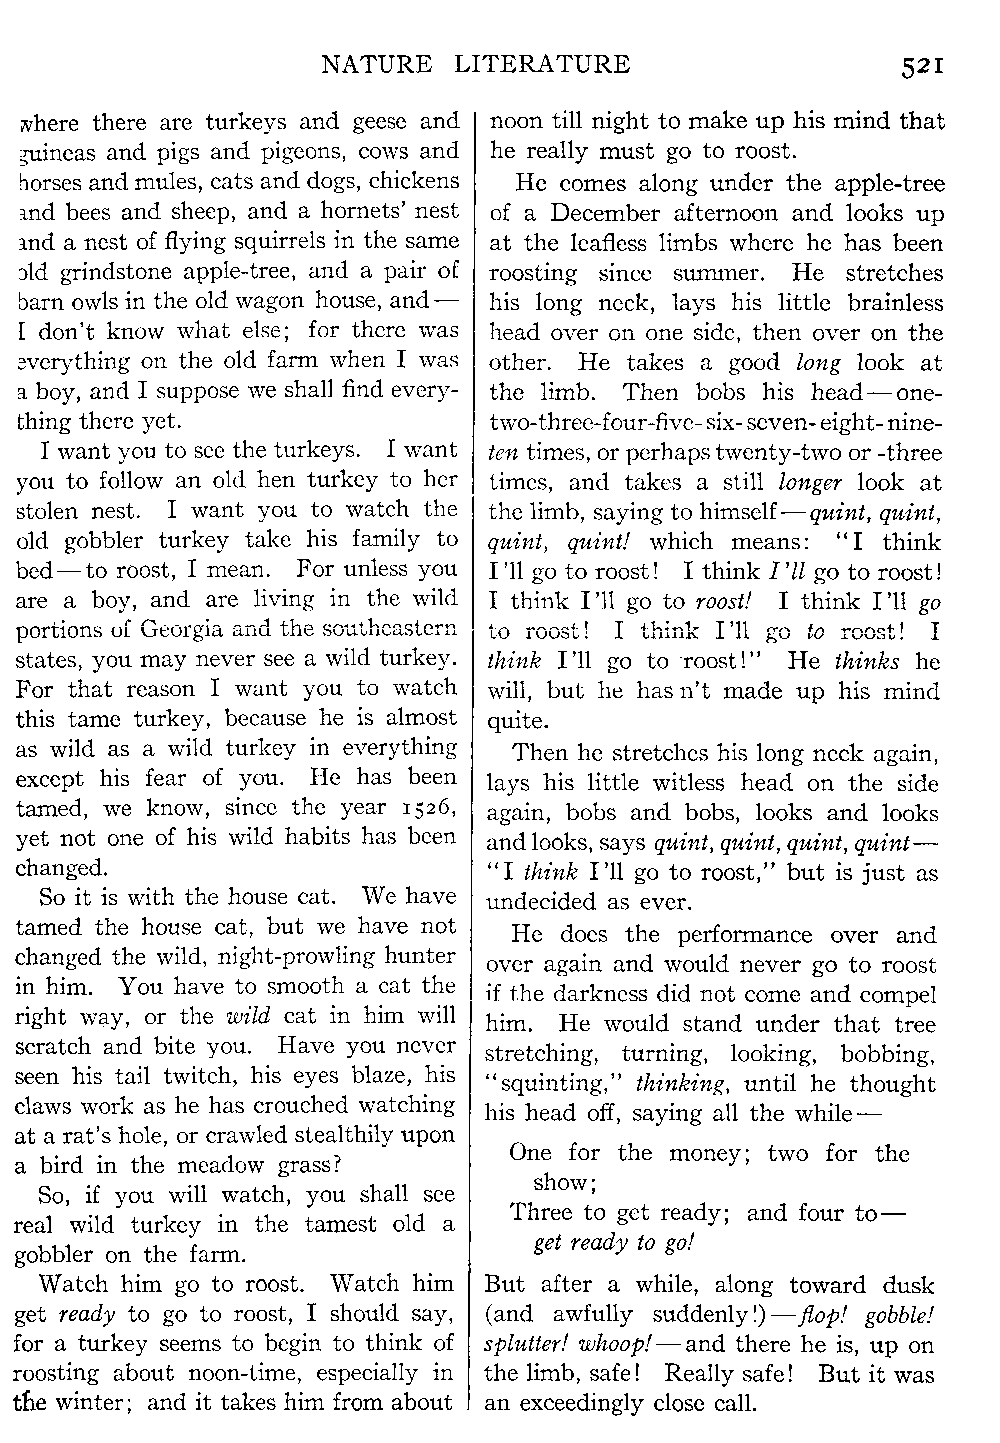 NATURE LITERATURE 521
where there are turkeys and geese and
guineas and pigs and pigeons, cows and
horses and mules, cats and dogs, chickens
and bees and sheep, and a hornets' nest
and a nest of flying squirrels in the same
old grindstone apple-tree, and a pair of
barn owls in the old wagon house, and—
I don't know what else; for there was
everything on the old farm when I was
a boy, and I suppose we shall find every-
thing there yet.
I want you to see the turkeys. I want
you to follow an old hen turkey to her
stolen nest. I want you to watch the
old gobbler turkey take his family to
bed—to roost, I mean. For unless you
are a boy, and are living in the wild
portions of Georgia and the southeastern
states, you may never see a wild turkey.
For that reason I want you to watch
this tame turkey, because he is almost
as wild as a wild turkey in everything
except his fear of you. He has been
tamed, we know, since the year 1526,
yet not one of his wild habits has been
changed.
So it is with the house cat. We have
tamed the house cat, but we have not
changed the wild, night-prowling hunter
in him. You have to smooth a cat the
right way, or the wild cat in him will
scratch and bite you. Have you never
seen his tail twitch, his eyes blaze, his
claws work as he has crouched watching
at a rat's hole, or crawled stealthily upon
a bird in the meadow grass?
So, if you will watch, you shall see
real wild turkey in the tamest old a
gobbler on the farm.
Watch him go to roost. Watch him
get ready to go to roost, I should say,
for a turkey seems to begin to think of
roosting about noon-time, especially in
the winter; and it takes him from about
noon till night to make up his mind that
he really must go to roost.
He comes along under the apple-tree
of a December afternoon and looks up
at the leafless limbs where he has been
roosting since summer. He stretches
his long neck, lays his little brainless
head over on one side, then over on the
other. He takes a good long look at
the limb. Then bobs his head—one-
two-three-four-five-six-seven-eight-nine-
ten times, or perhaps twenty-two or -three
times, and takes a still longer look at
the limb, saying to himself—quint, quint,
quint, quint! which means: "I think
I'll go to roost! I think I'll go to roost!
I think I'll go to roost! I think I'll go
to roost! I think I'll go to roost! I
think I'll go to roost!" He thinks he
will, but he has n't made up his mind
quite.
Then he stretches his long neck again,
lays his little witless head on the side
again, bobs and bobs, looks and looks
and looks, says quint, quint, quint, quint—
"I think I'll go to roost," but is just as
undecided as ever.
He does the performance over and
over again and would never go to roost
if the darkness did not come and compel
him. He would stand under that tree
stretching, turning, looking, bobbing,
"squinting," thinking, until he thought
his head off, saying all the while—
One for the money; two for the
show;
Three to get ready; and four to—
get ready to go!
But after a while, along toward dusk
(and awfully suddenly!)—flop! gobble!
splutter! whoop!—and there he is, up on
the limb, safe! Really safe! But it was
an exceedingly close call.